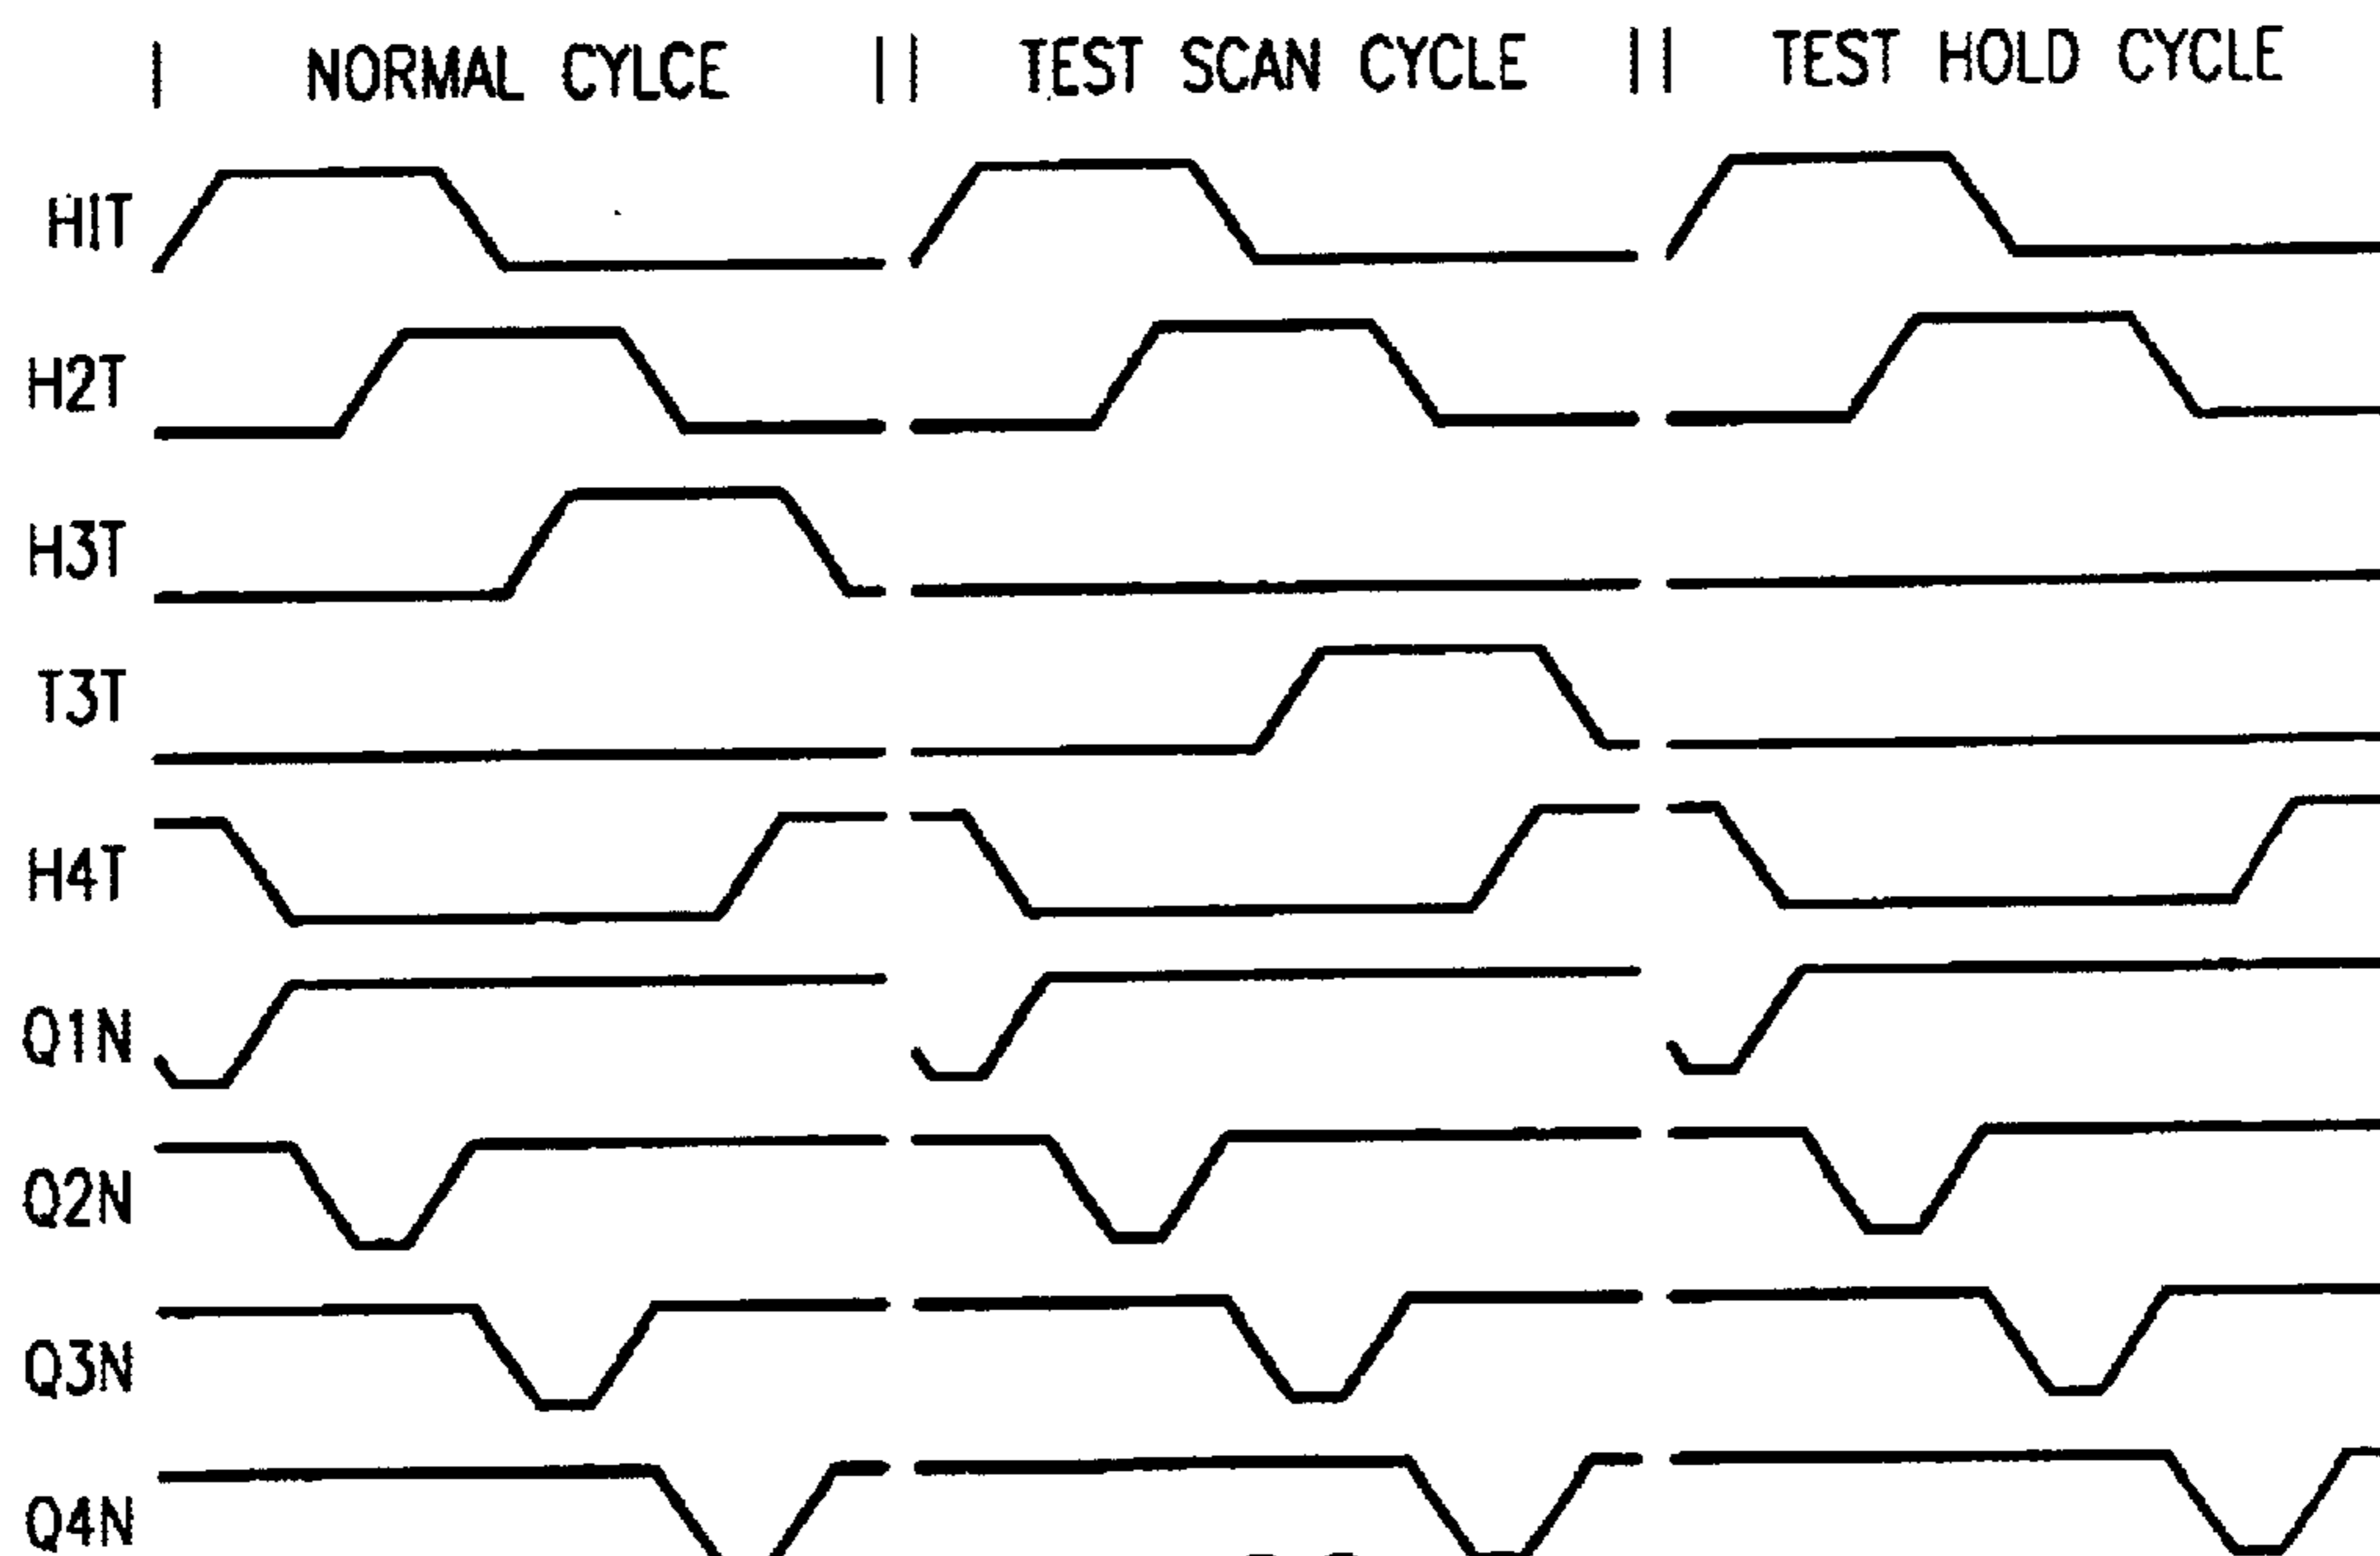 NORMAL CYLCE TEST SCAN CYCLE TEST HOLD CYCLE
H1T
H2T
H3T
T3T
H4T
Q1N
Q2N
Q3N
Q4N